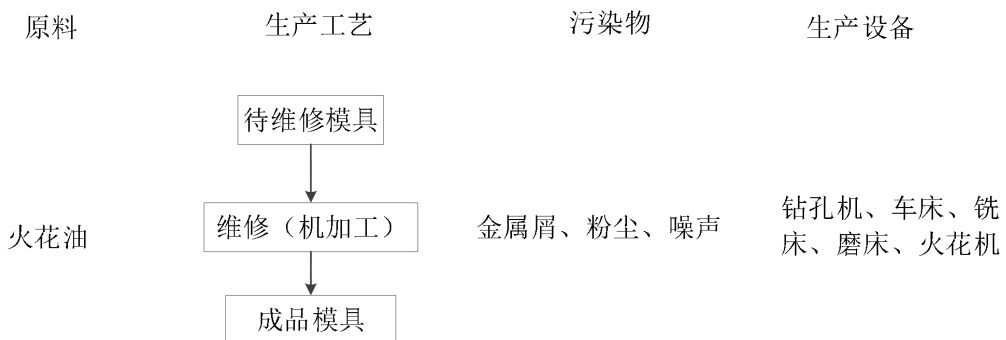 原料 生产工艺 污染物 生产设备
待维修模具
火花油 维修（机加工） 金属屑、粉尘、噪声 钻孔机、车床、铣
床、磨床、火花机
成品模具